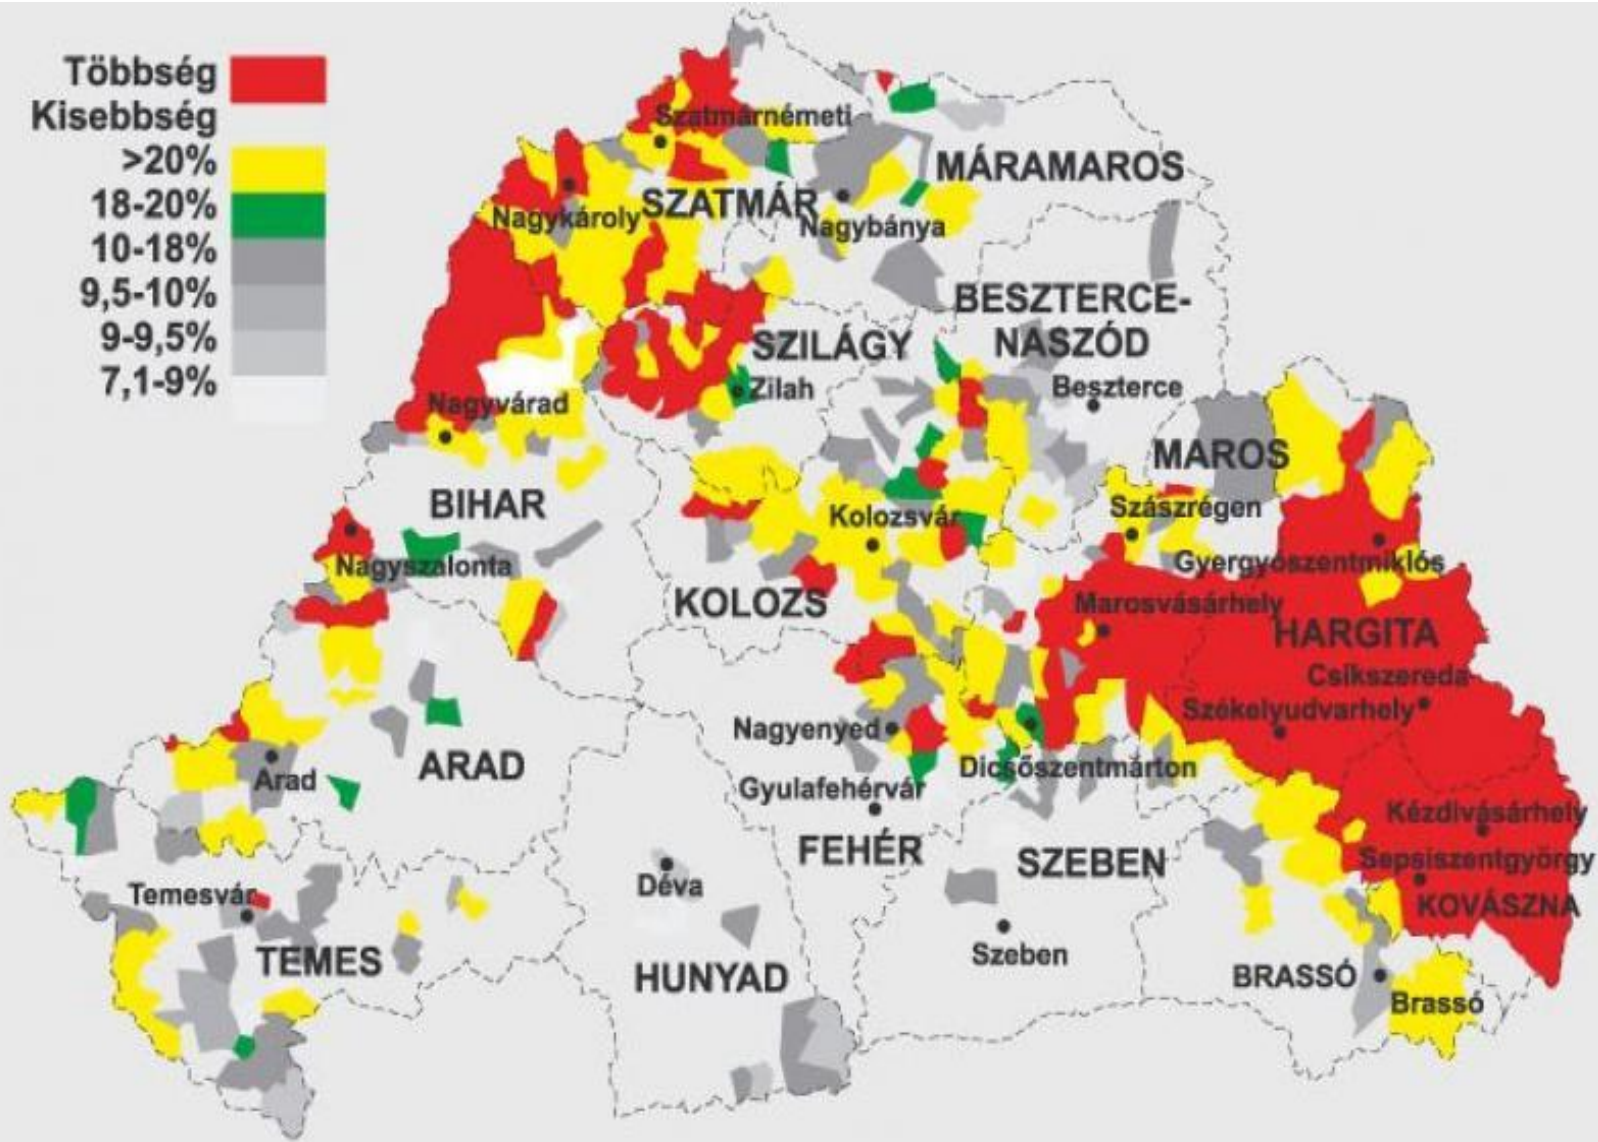 Többség
Kisebbség
>20%
18-20%
10-18%
9,5-10%
9-9,5%
7,1-9%
Szatmárnémeti
MÁRAMAROS
SZATMÁR
Nagykároly
Nagybánya
BESZTERCE-
NASZÓD
SZILÁGY
Zilah
Beszterce
Nagyvárad
MAROS
BIHAR
Szászrégen
Kolozsvár
Nagyszalonta
Gyergyószentmiklós
KOLOZS
Marosvásárhely
HARGITA
Csíkszereda
Székelyudvarhely
Nagyenyed
ARAD
Arad
Dicsőszentmárton
Gyulafehérvár
Kézdivásárhely
FEHÉR
SZEBEN
Sepsiszentgyörgy
Déva
Temesvár
KOVÁSZNA
Szeben
TEMES
HUNYAD
BRASSÓ
Brassó